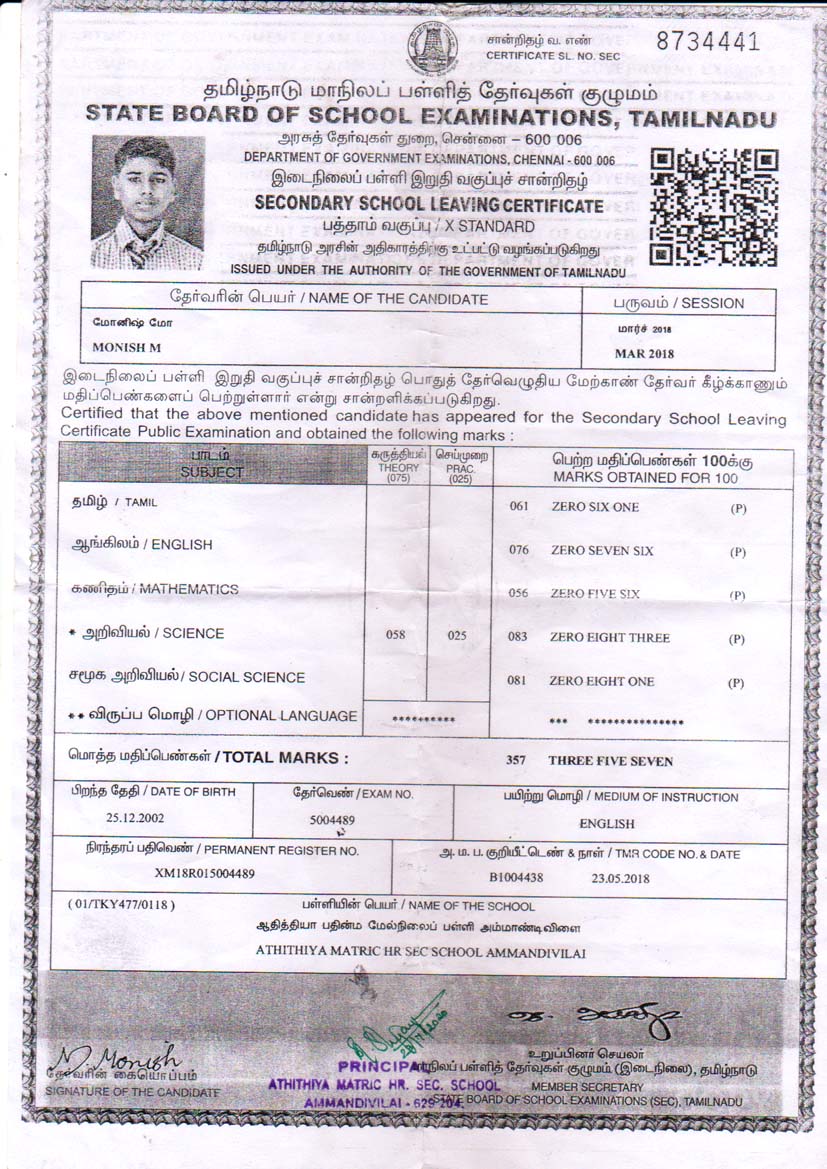 சான்றிதழ் வ. எண் 8734441
CERTIFICATE SL. NO. SEC
தமிழ்நாடு மாநிலப் பள்ளித் தேர்வுகள் குழுமம்
STATE BOARD OF SCHOOL EXAMINATIONS, TAMILNADU
அரசுத் தேர்வுகள் துறை, சென்னை – 600 006
DEPARTMENT OF GOVERNMENT EXAMINATIONS, CHENNAI - 600 006
இடைநிலைப் பள்ளி இறுதி வகுப்புச் சான்றிதழ்
SECONDARY SCHOOL LEAVING CERTIFICATE
பத்தாம் வகுப்பு / X STANDARD
தமிழ்நாடு அரசின் அதிகாரத்திற்கு உட்பட்டு வழங்கப்படுகிறது
ISSUED UNDER THE AUTHORITY OF THE GOVERNMENT OF TAMILNADU
தேர்வரின் பெயர் / NAME OF THE CANDIDATE பருவம் / SESSION
மோனிஷ் மோ மார்ச் 2018
MONISH M MAR 2018
இடைநிலைப் பள்ளி இறுதி வகுப்புச் சான்றிதழ் பொதுத் தேர்வெழுதிய மேற்காண் தேர்வர் கீழ்க்காணும்
மதிப்பெண்களைப் பெற்றுள்ளார் என்று சான்றளிக்கப்படுகிறது.
Certified that the above mentioned candidate has appeared for the Secondary School Leaving
Certificate Public Examination and obtained the following marks :
பாடம் கருத்தியல் செய்முறை பெற்ற மதிப்பெண்கள் 100க்கு
SUBJECT THEORY PRAC. MARKS OBTAINED FOR 100
(075) (025)
தமிழ் / TAMIL 061 ZERO SIX ONE (P)
ஆங்கிலம் / ENGLISH 076 ZERO SEVEN SIX (P)
கணிதம் / MATHEMATICS 056 ZERO FIVE SIX (P)
* அறிவியல் / SCIENCE 058 025 083 ZERO EIGHT THREE (P)
சமூக அறிவியல் / SOCIAL SCIENCE 081 ZERO EIGHT ONE (P)
** விருப்ப மொழி / OPTIONAL LANGUAGE ********** *** ***************
மொத்த மதிப்பெண்கள் / TOTAL MARKS : 357 THREE FIVE SEVEN
பிறந்த தேதி / DATE OF BIRTH தேர்வெண் / EXAM NO. பயிற்று மொழி / MEDIUM OF INSTRUCTION
25.12.2002 5004489 ENGLISH
நிரந்தரப் பதிவெண் / PERMANENT REGISTER NO. அ. ம. ப. குறியீட்டெண் & நாள் / TMR CODE NO. & DATE
XM18R015004489 B1004438 23.05.2018
( 01/TKY477/0118 ) பள்ளியின் பெயர் / NAME OF THE SCHOOL
ஆதித்தியா பதின்ம மேல்நிலைப் பள்ளி அம்மாண்டிவிளை
ATHITHIYA MATRIC HR SEC SCHOOL AMMANDIVILAI
M. Monish
தேர்வரின் கையொப்பம்
SIGNATURE OF THE CANDIDATE
PRINCIPAL
ATHITHIYA MATRIC HR. SEC. SCHOOL
AMMANDIVILAI - 629 204.
உறுப்பினர் செயலர்
பள்ளித் தேர்வுகள் குழுமம் (இடைநிலை), தமிழ்நாடு
MEMBER SECRETARY
STATE BOARD OF SCHOOL EXAMINATIONS (SEC), TAMILNADU